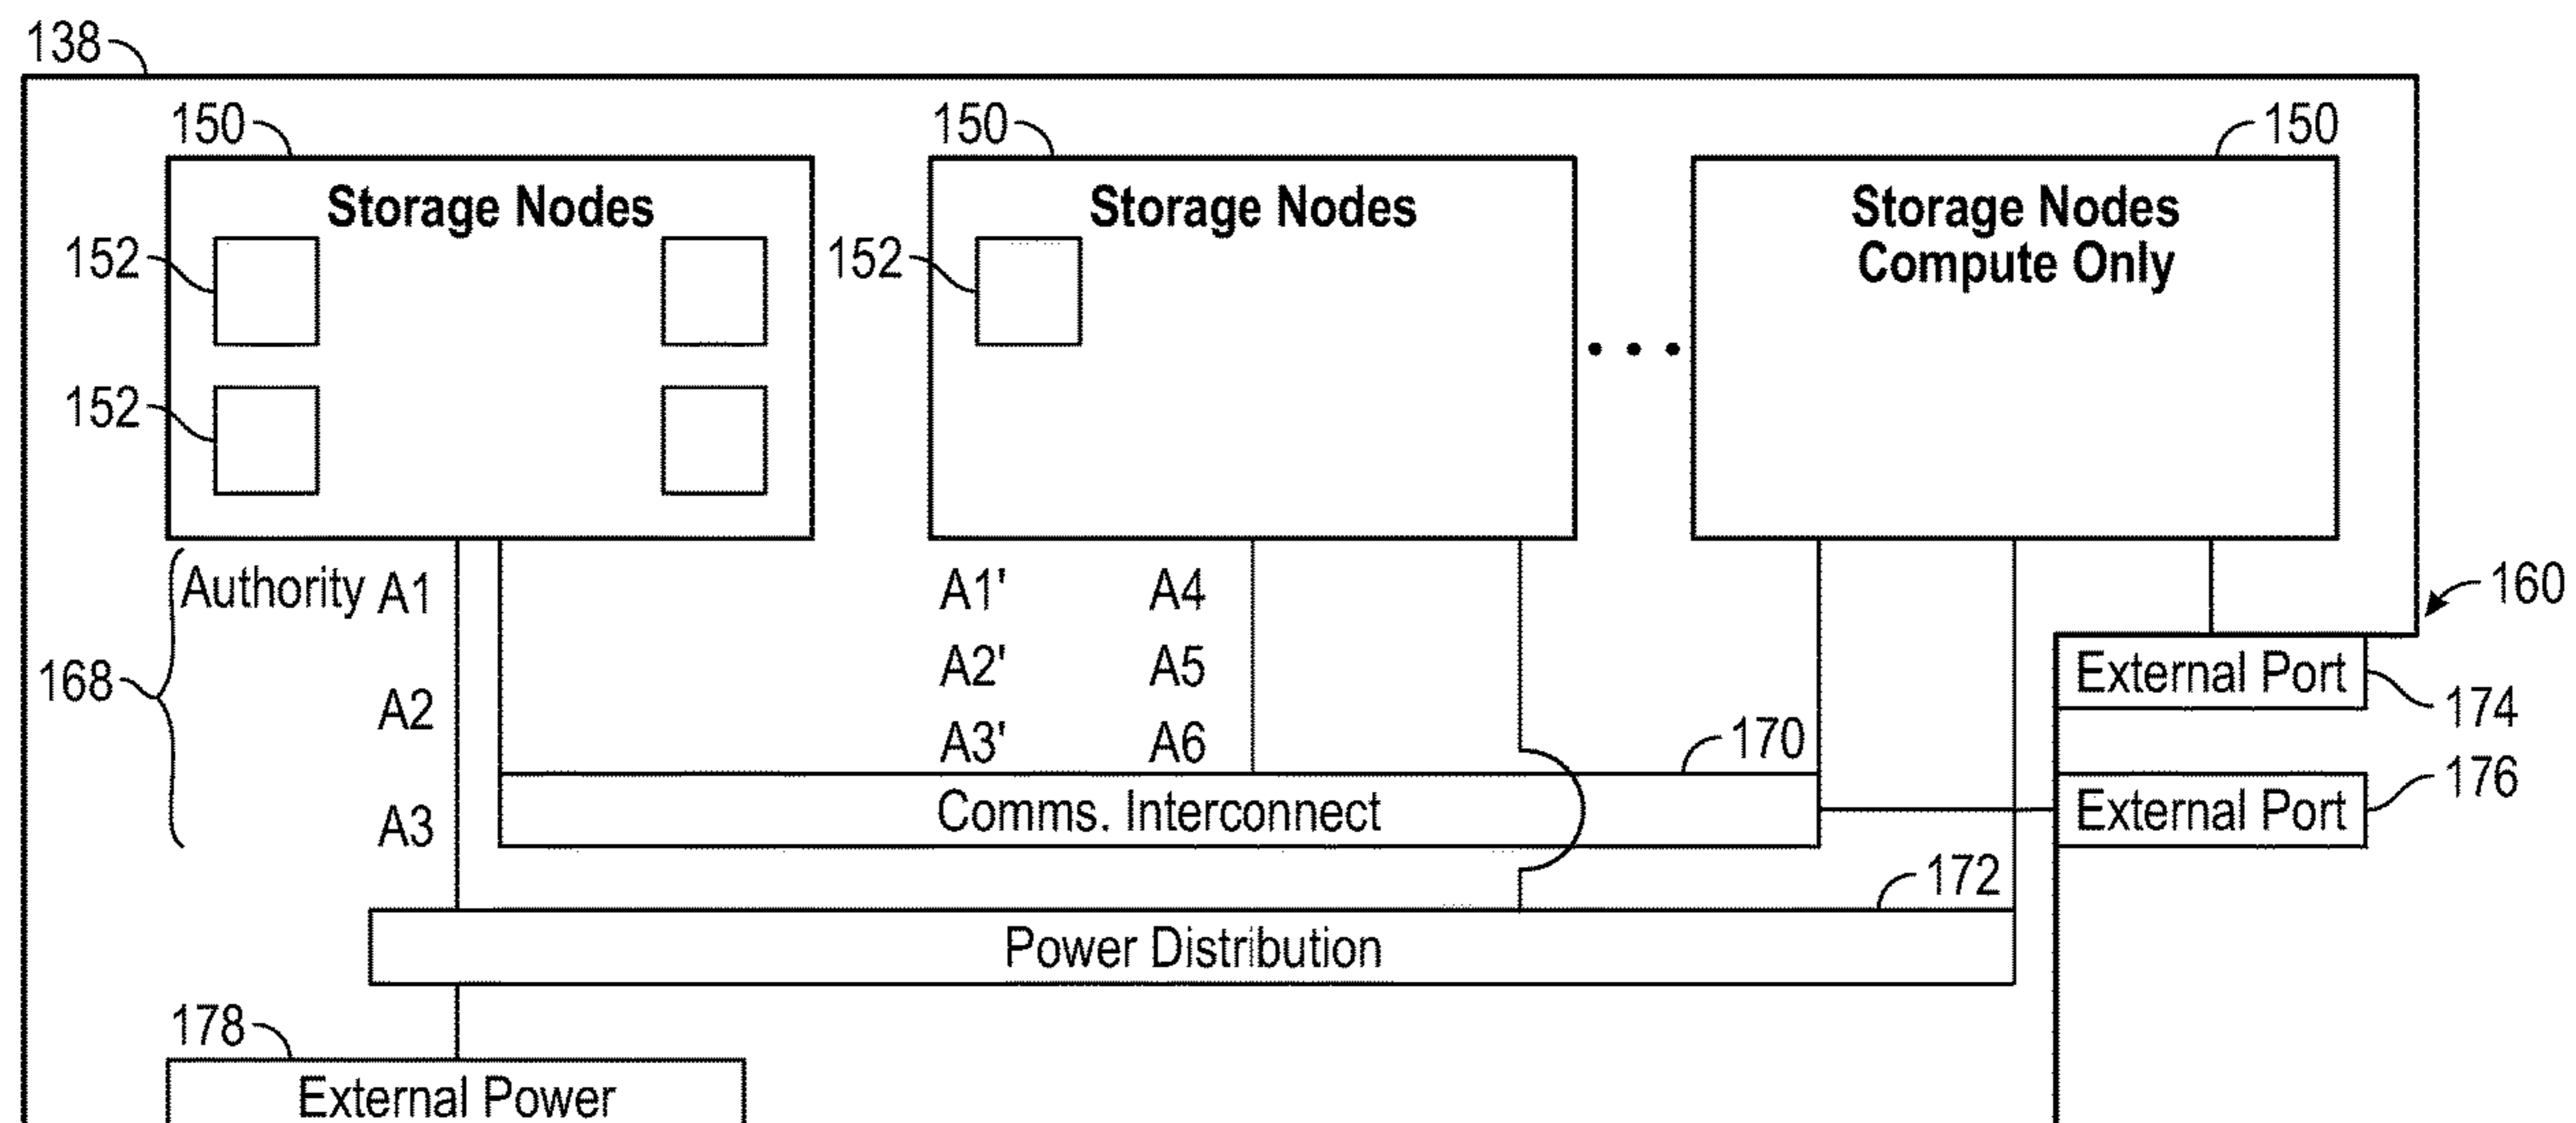 138
150
150
150
Storage Nodes
Storage Nodes
Storage Nodes
Compute Only
152
152
152
Authority A1
A2
A3
168
A1' A4
A2' A5
A3' A6
160
External Port
174
170
Comms. Interconnect
External Port
176
172
Power Distribution
178
External Power